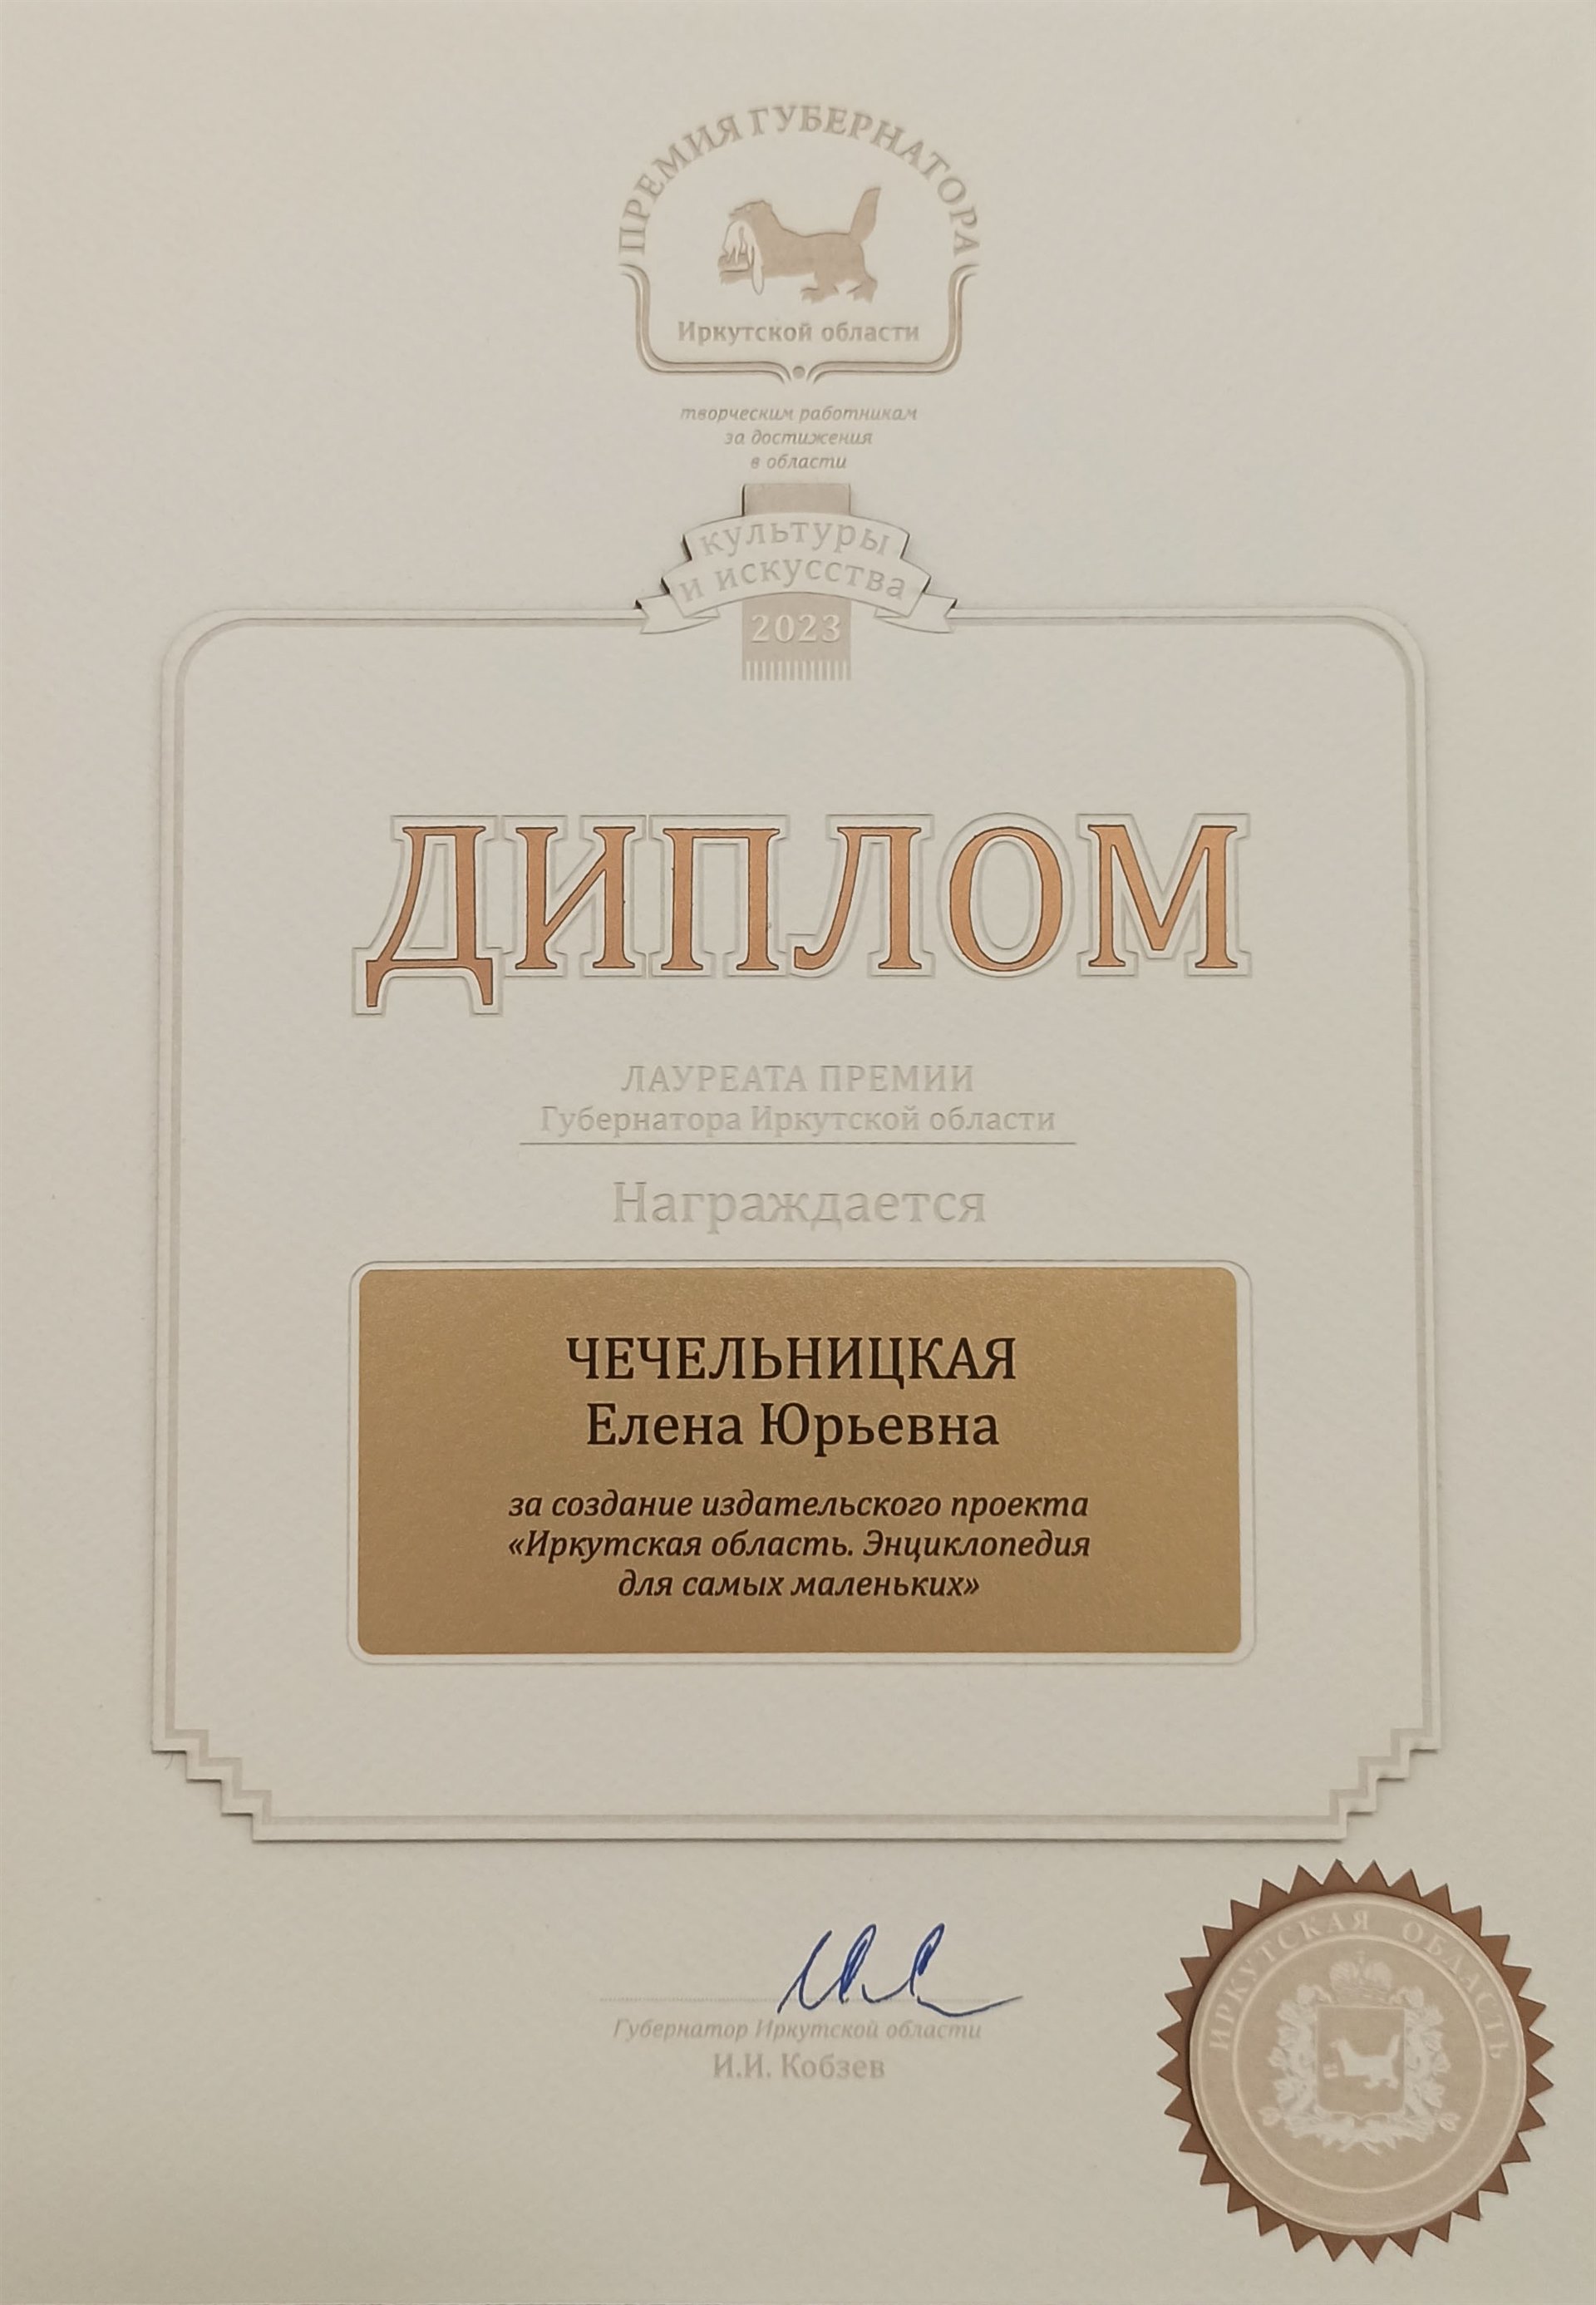 ПРЕМИЯ ГУБЕРНАТОРА
Иркутской области
творческим работникам
за достижения
в области
культуры
и искусства
2023
ДИПЛОМ
ЛАУРЕАТА ПРЕМИИ
Губернатора Иркутской области
Награждается
ЧЕЧЕЛЬНИЦКАЯ
Елена Юрьевна
за создание издательского проекта
«Иркутская область. Энциклопедия
для самых маленьких»
Губернатор Иркутской области
И.И. Кобзев
ИРКУТСКАЯ ОБЛАСТЬ